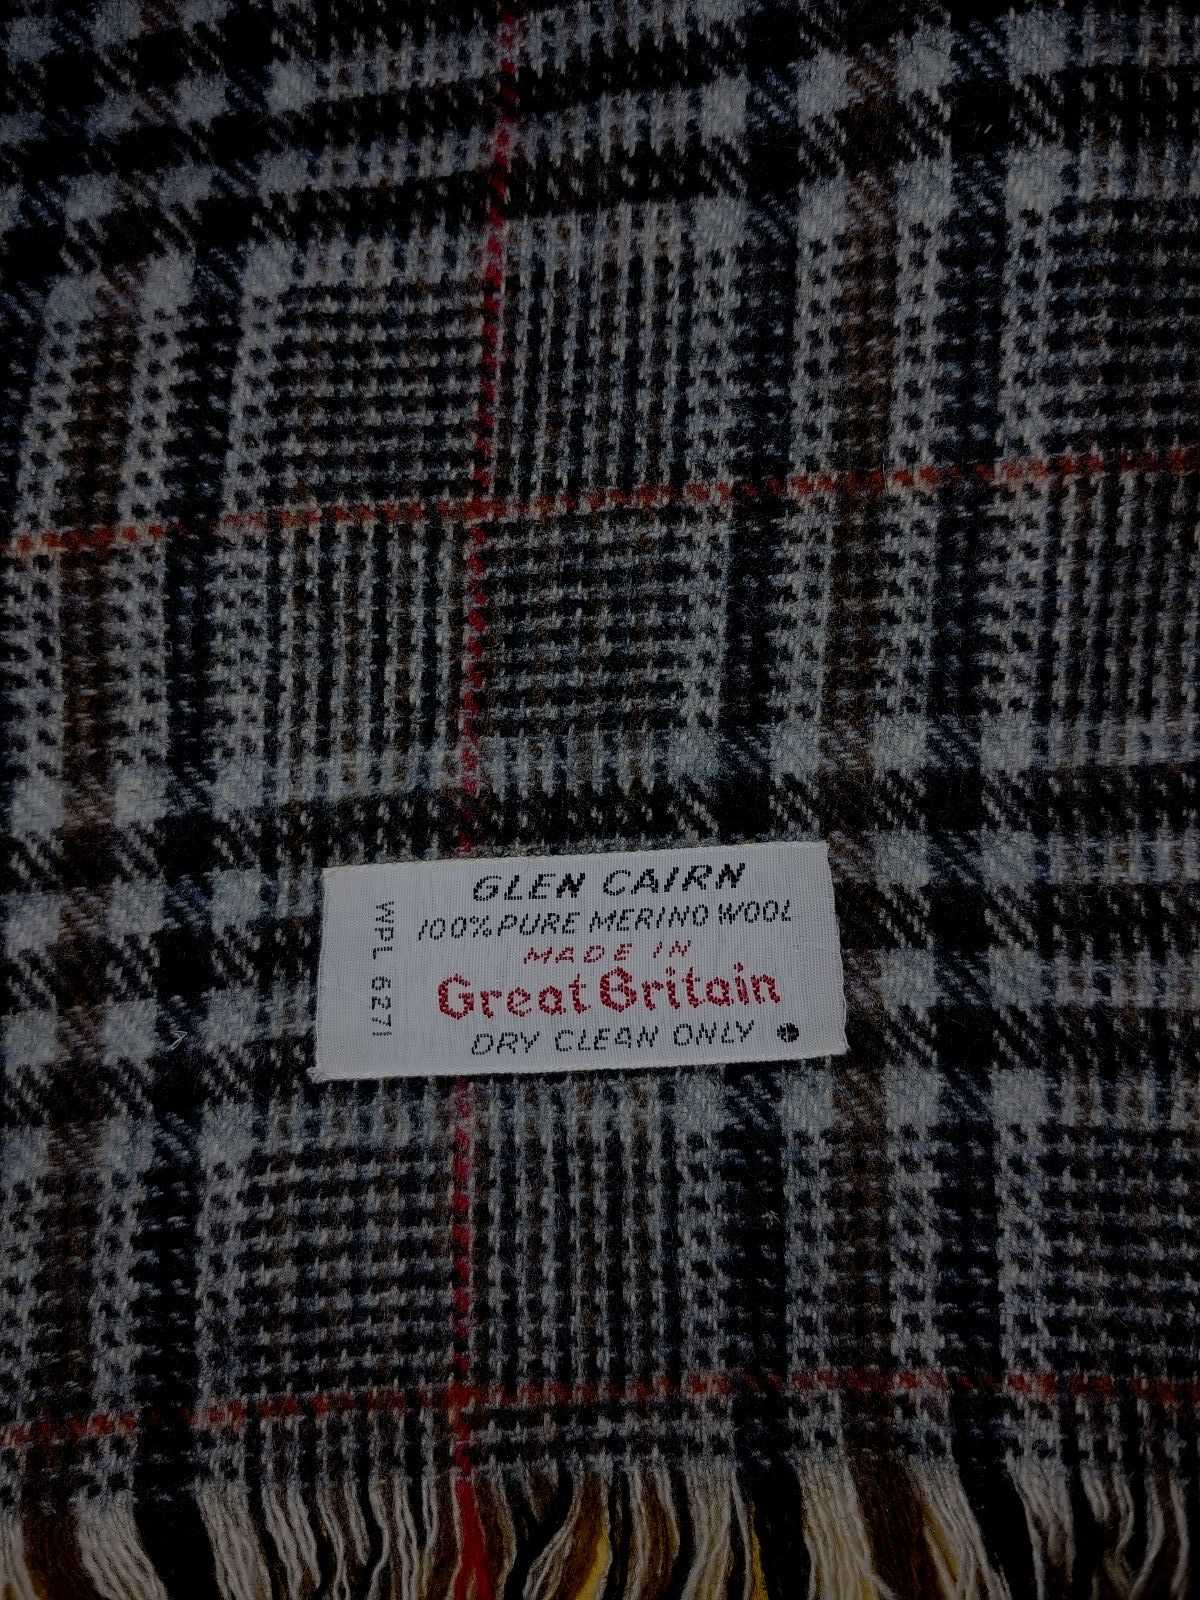 GLEN CAIRN
100% PURE MERINO WOOL
MADE IN
Great Britain
DRY CLEAN ONLY
WPL 6271